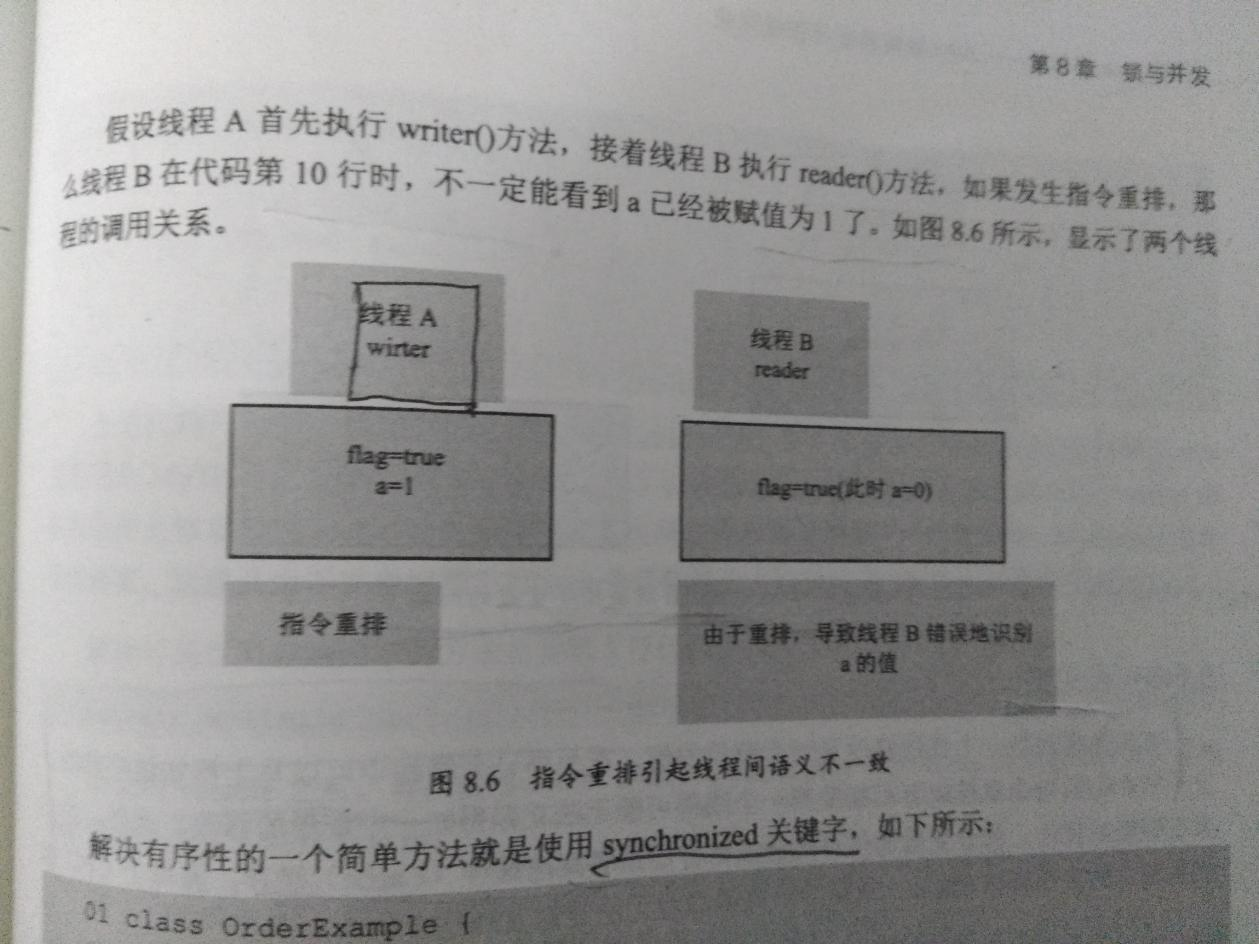 第8章 锁与并发
假设线程 A 首先执行 writer()方法，接着线程 B 执行 reader()方法，如果发生指令重排，那
么线程 B 在代码第 10 行时，不一定能看到 a 已经被赋值为 1 了。如图 8.6 所示，显示了两个线
程的调用关系。
线程 A
wirter
线程 B
reader
flag=true
a=1
flag=true(此时 a=0)
指令重排
由于重排，导致线程 B 错误地识别
a 的值
图 8.6 指令重排引起线程间语义不一致
解决有序性的一个简单方法就是使用 synchronized 关键字，如下所示：
01 class OrderExample {